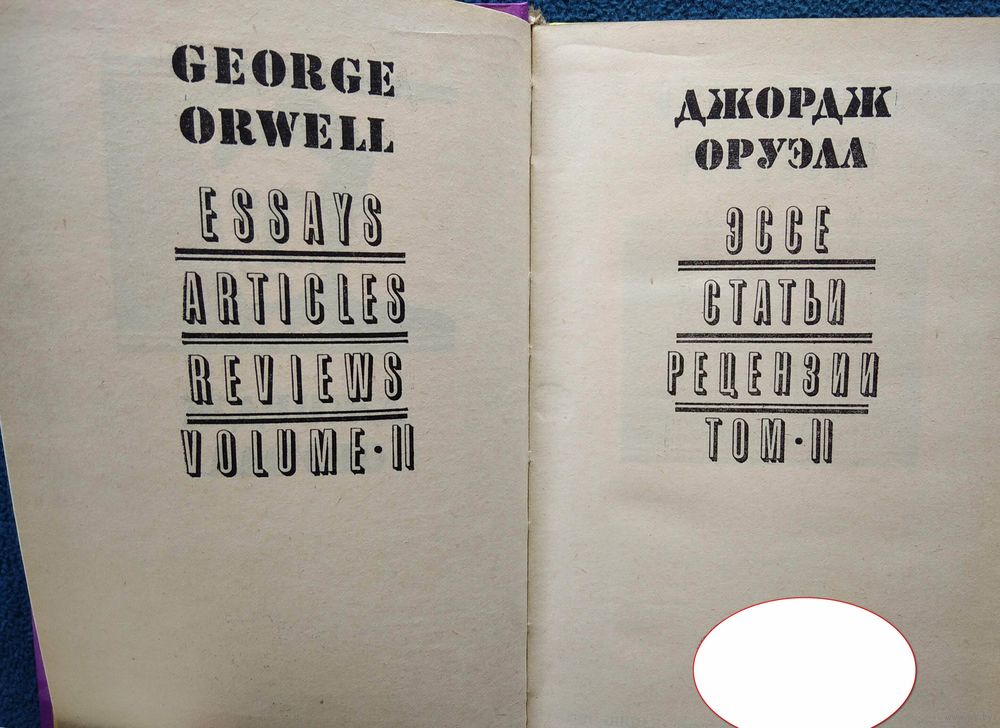 GEORGE
ORWELL
ESSAYS
ARTICLES
REVIEWS
VOLUME·II
ДЖОРДЖ
ОРУЭЛЛ
ЭССЕ
СТАТЬИ
РЕЦЕНЗИИ
ТОМ·II